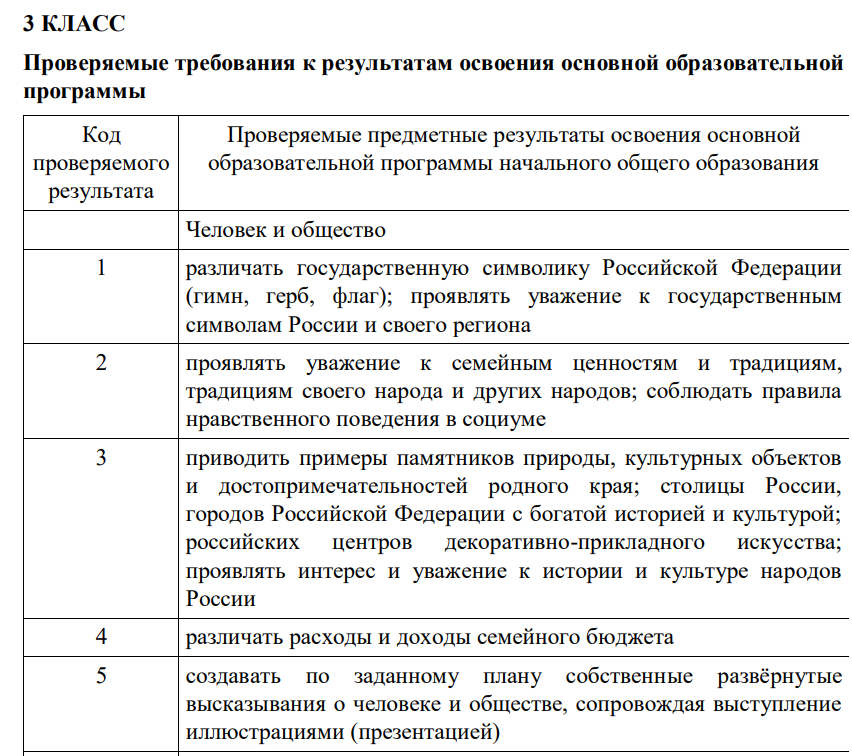 3 КЛАСС
Проверяемые требования к результатам освоения основной образовательной
программы
Код
проверяемого
результата
Проверяемые предметные результаты освоения основной
образовательной программы начального общего образования
Человек и общество
1
различать государственную символику Российской Федерации
(гимн, герб, флаг); проявлять уважение к государственным
символам России и своего региона
2
проявлять уважение к семейным ценностям и традициям,
традициям своего народа и других народов; соблюдать правила
нравственного поведения в социуме
3
приводить примеры памятников природы, культурных объектов
и достопримечательностей родного края; столицы России,
городов Российской Федерации с богатой историей и культурой;
российских центров декоративно-прикладного искусства;
проявлять интерес и уважение к истории и культуре народов
России
4
различать расходы и доходы семейного бюджета
5
создавать по заданному плану собственные развёрнутые
высказывания о человеке и обществе, сопровождая выступление
иллюстрациями (презентацией)